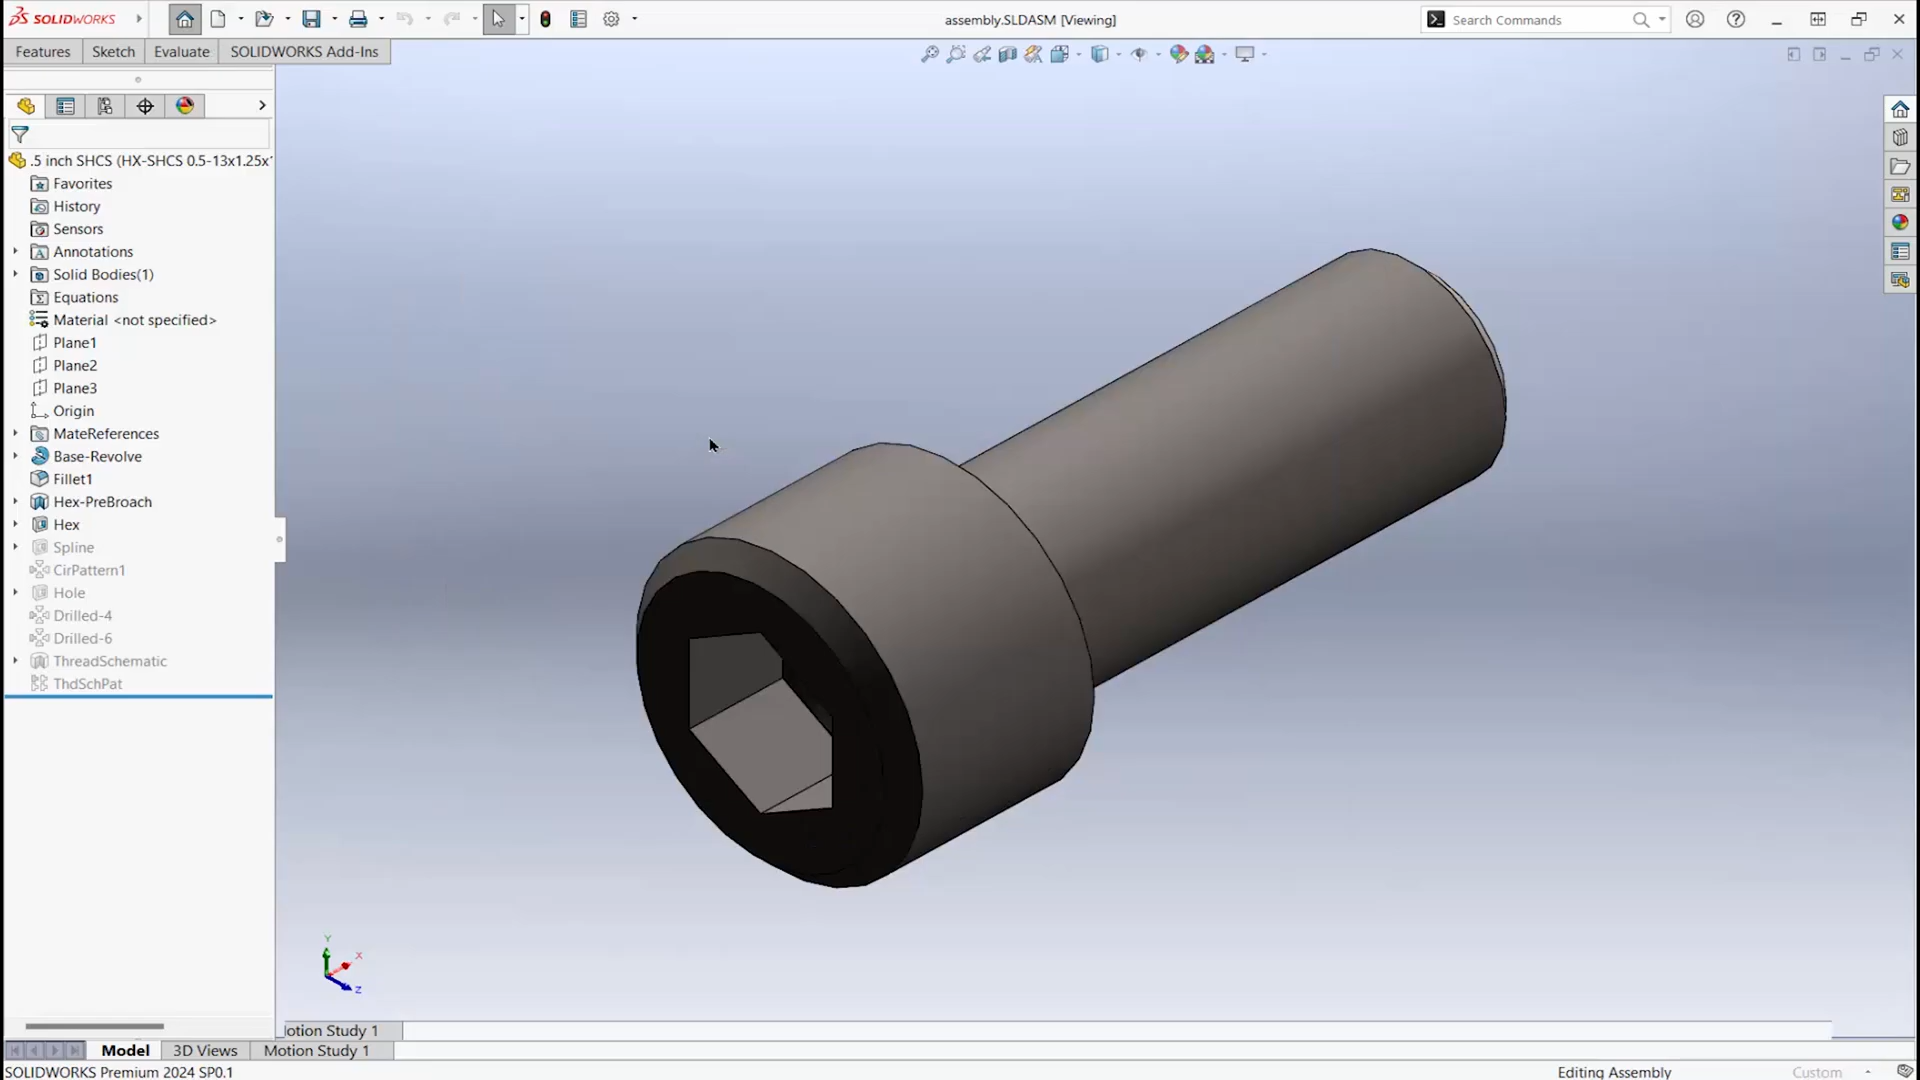 SOLIDWORKS
assembly.SLDASM [Viewing]
Search Commands
Features
Sketch
Evaluate
SOLIDWORKS Add-Ins
.5 inch SHCS (HX-SHCS 0.5-13x1.25x
Favorites
History
Sensors
Annotations
Solid Bodies(1)
Equations
Material <not specified>
Plane1
Plane2
Plane3
Origin
MateReferences
Base-Revolve
Fillet1
Hex-PreBroach
Hex
Spline
CirPattern1
Hole
Drilled-4
Drilled-6
ThreadSchematic
ThdSchPat
Y
X
Z
otion Study 1
Model
3D Views
Motion Study 1
SOLIDWORKS Premium 2024 SP0.1
Editing Assembly
Custom